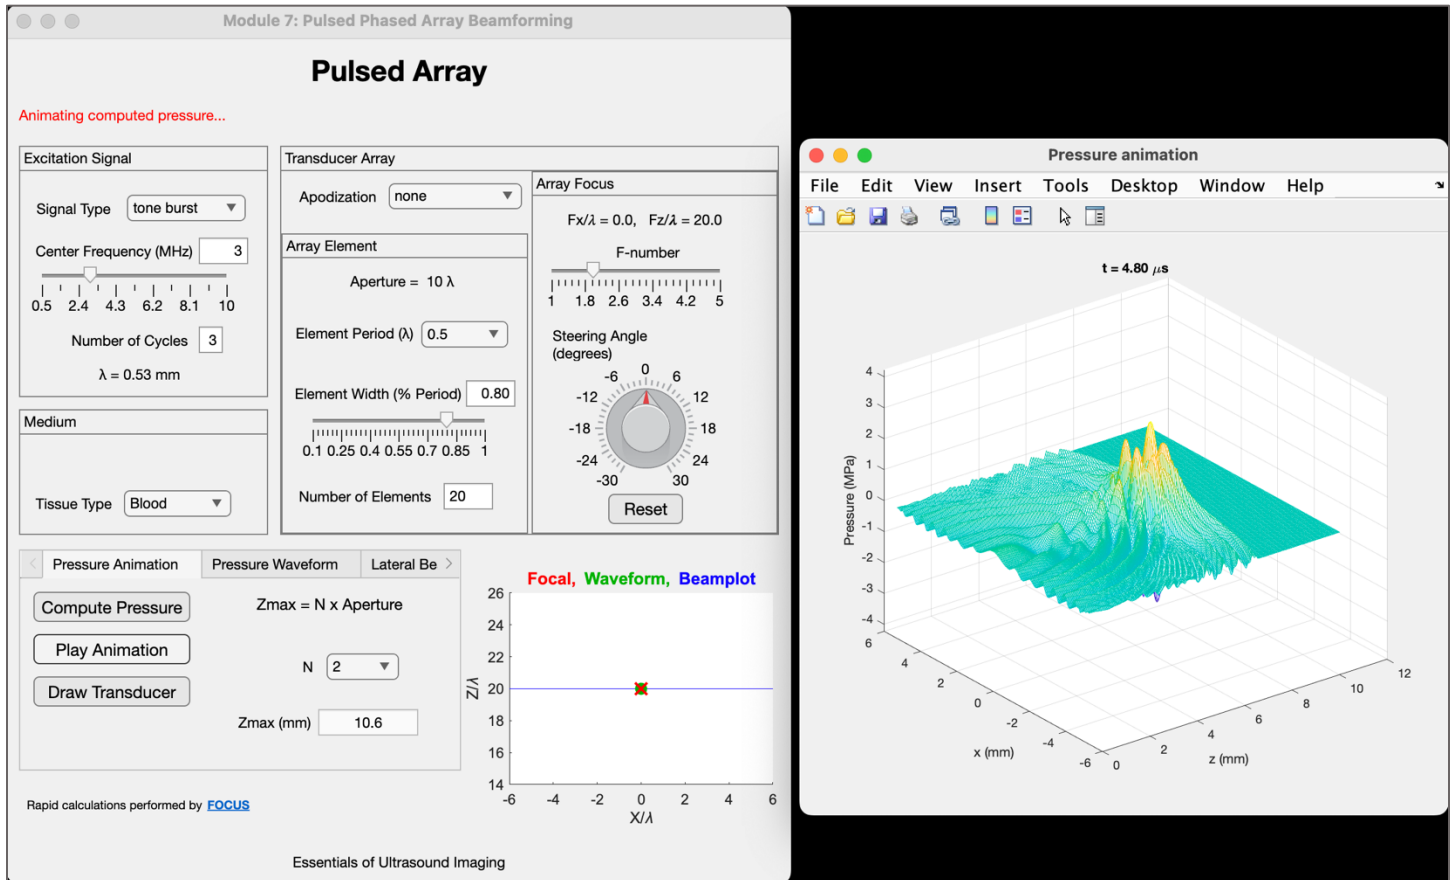 Module 7: Pulsed Phased Array Beamforming
Pulsed Array
Animating computed pressure...
Excitation Signal
Signal Type tone burst
Center Frequency (MHz) 3
0.5 2.4 4.3 6.2 8.1 10
Number of Cycles 3
λ = 0.53 mm
Medium
Tissue Type Blood
Transducer Array
Apodization none
Array Element
Aperture = 10 λ
Element Period (λ) 0.5
Element Width (% Period) 0.80
0.1 0.25 0.4 0.55 0.7 0.85 1
Number of Elements 20
Array Focus
Fx/λ = 0.0, Fz/λ = 20.0
F-number
1 1.8 2.6 3.4 4.2 5
Steering Angle
(degrees)
-30 -24 -18 -12 -6 0 6 12 18 24 30
Reset
Pressure Animation Pressure Waveform Lateral Be
Compute Pressure
Play Animation
Draw Transducer
Zmax = N x Aperture
N 2
Zmax (mm) 10.6
Focal, Waveform, Beamplot
26
24
22
20
18
16
14
Z/λ
-6 -4 -2 0 2 4 6
X/λ
Rapid calculations performed by FOCUS
Essentials of Ultrasound Imaging
Pressure animation
File Edit View Insert Tools Desktop Window Help
t = 4.80 μs
4
3
2
1
0
-1
-2
-3
-4
Pressure (MPa)
6 4 2 0 -2 -4 -6
x (mm)
0 2 4 6 8 10 12
z (mm)